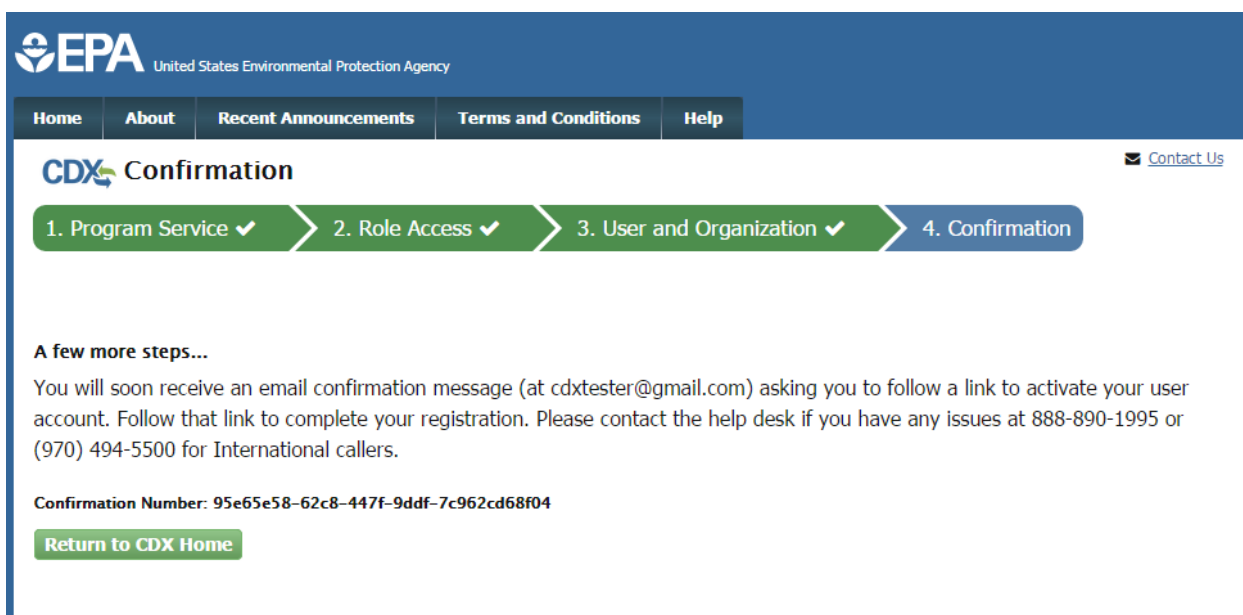 EPA United States Environmental Protection Agency
Home About Recent Announcements Terms and Conditions Help
Contact Us
CDX Confirmation
1. Program Service ✔ 2. Role Access ✔ 3. User and Organization ✔ 4. Confirmation
A few more steps...
You will soon receive an email confirmation message (at cdxtester@gmail.com) asking you to follow a link to activate your user
account. Follow that link to complete your registration. Please contact the help desk if you have any issues at 888-890-1995 or
(970) 494-5500 for International callers.
Confirmation Number: 95e65e58-62c8-447f-9ddf-7c962cd68f04
Return to CDX Home